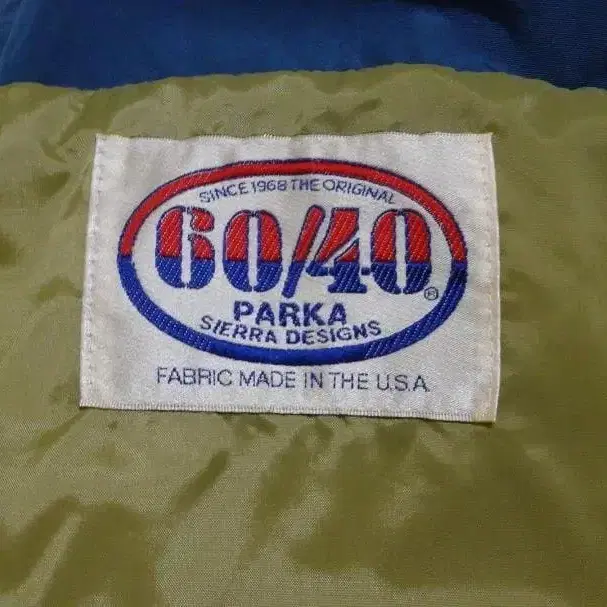 SINCE 1968 THE ORIGINAL
60/40®
PARKA
SIERRA DESIGNS
FABRIC MADE IN THE U.S.A.